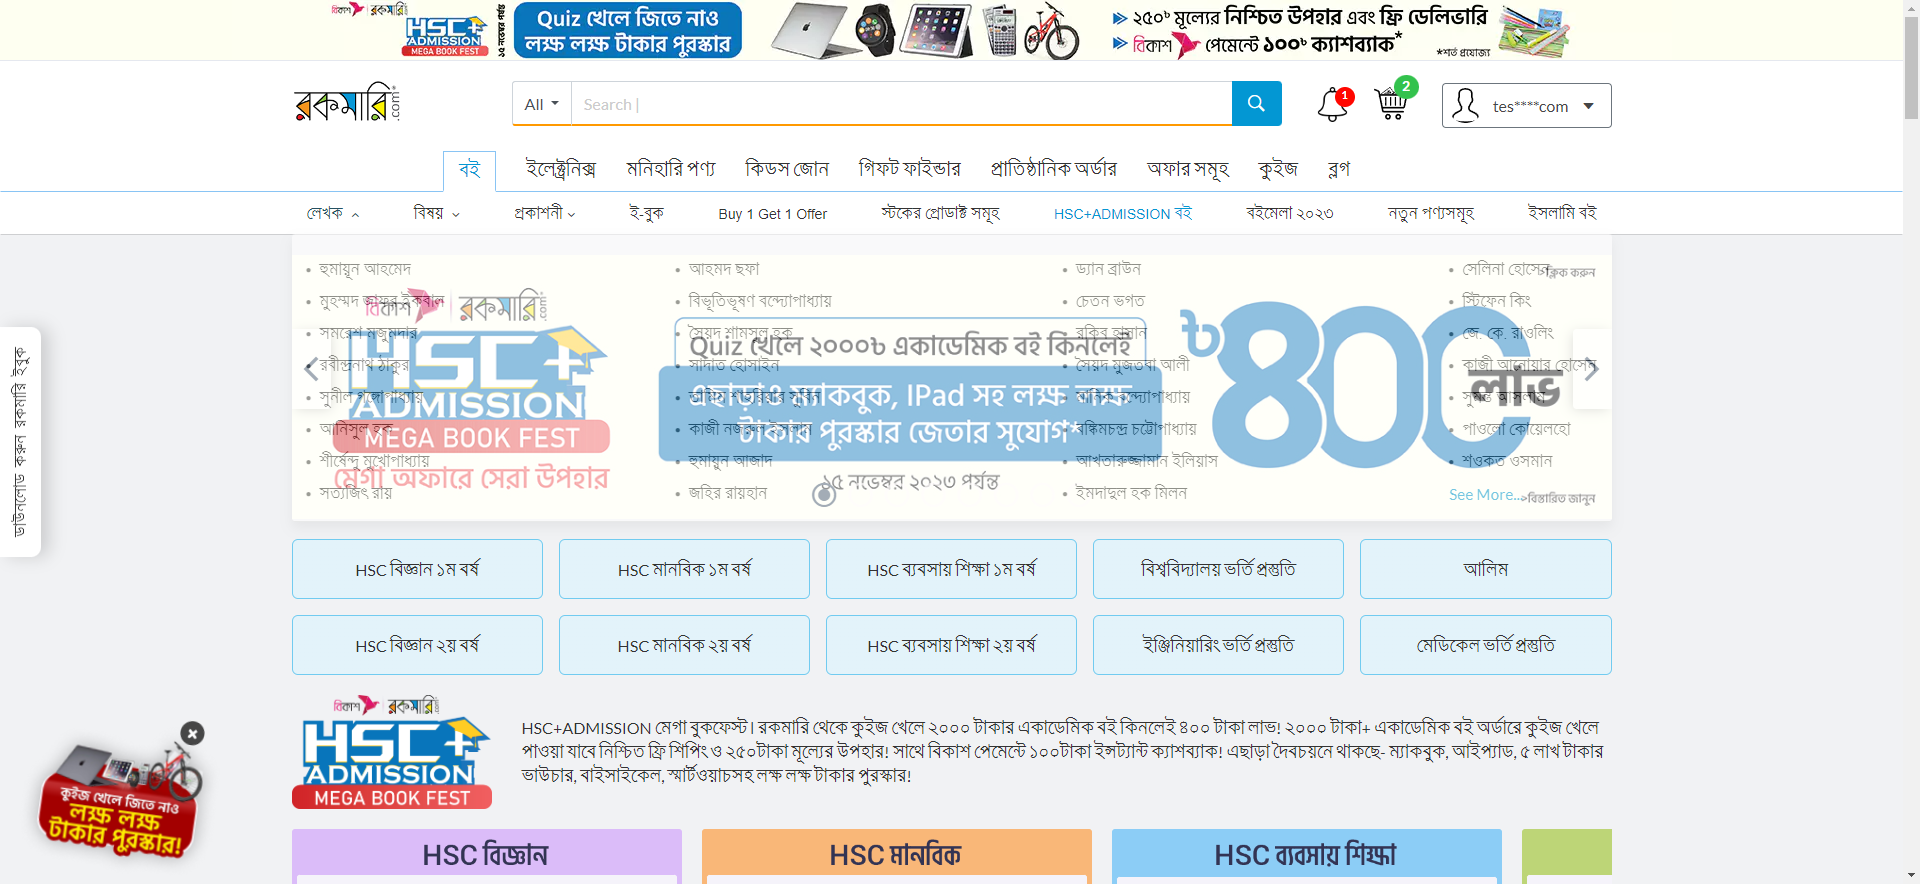 বিকাশ রকমারি
HSC+
ADMISSION
MEGA BOOK FEST
Quiz খেলে জিতে নাও
লক্ষ লক্ষ টাকার পুরস্কার
২৫০৳ মূল্যের নিশ্চিত উপহার এবং ফ্রি ডেলিভারি
বিকাশ পেমেন্টে ১০০৳ ক্যাশব্যাক*
*শর্ত প্রযোজ্য
রকমারি.com
All
Search |
1
2
tes****com
বই ইলেক্ট্রনিক্স মনিহারি পণ্য কিডস জোন গিফট ফাইন্ডার প্রাতিষ্ঠানিক অর্ডার অফার সমূহ কুইজ ব্লগ
লেখক বিষয় প্রকাশনী ই-বুক Buy 1 Get 1 Offer স্টকের প্রোডাক্ট সমূহ HSC+ADMISSION বই বইমেলা ২০২৩ নতুন পণ্যসমূহ ইসলামি বই
হুমায়ূন আহমেদ আহমদ ছফা ড্যান ব্রাউন সেলিনা হোসেন
মুহম্মদ জাফর ইকবাল বিভূতিভূষণ বন্দ্যোপাধ্যায় চেতন ভগত স্টিফেন কিং
সমরেশ মজুমদার সৈয়দ শামসুল হক রকিব হাসান জে. কে. রাওলিং
রবীন্দ্রনাথ ঠাকুর সাদাত হোসাইন সৈয়দ মুজতবা আলী কাজী আনোয়ার হোসেন
সুনীল গঙ্গোপাধ্যায় মানিক বন্দ্যোপাধ্যায়
আনিসুল হক কাজী নজরুল ইসলাম বঙ্কিমচন্দ্র চট্টোপাধ্যায় পাওলো কোয়েলহো
শীর্ষেন্দু মুখোপাধ্যায় হুমায়ুন আজাদ আখতারুজ্জামান ইলিয়াস শওকত ওসমান
সত্যজিৎ রায় জহির রায়হান ইমদাদুল হক মিলন See More...
ক্লিক করুন
বিকাশ রকমারি
HSC+
ADMISSION
MEGA BOOK FEST
মেগা অফারে সেরা উপহার
Quiz খেলে ২০০০৳ একাডেমিক বই কিনলেই
এছাড়াও ম্যাকবুক, IPad সহ লক্ষ লক্ষ
টাকার পুরস্কার জেতার সুযোগ*
১৫ নভেম্বর ২০২৩ পর্যন্ত
৳400
লাভ
>বিস্তারিত জানুন
ডাউনলোড করুন রকমারি ইবুক
HSC বিজ্ঞান ১ম বর্ষ HSC মানবিক ১ম বর্ষ HSC ব্যবসায় শিক্ষা ১ম বর্ষ বিশ্ববিদ্যালয় ভর্তি প্রস্তুতি আলিম
HSC বিজ্ঞান ২য় বর্ষ HSC মানবিক ২য় বর্ষ HSC ব্যবসায় শিক্ষা ২য় বর্ষ ইঞ্জিনিয়ারিং ভর্তি প্রস্তুতি মেডিকেল ভর্তি প্রস্তুতি
বিকাশ রকমারি
HSC+
ADMISSION
MEGA BOOK FEST
HSC+ADMISSION মেগা বুকফেস্ট। রকমারি থেকে কুইজ খেলে ২০০০ টাকার একাডেমিক বই কিনলেই ৪০০ টাকা লাভ! ২০০০ টাকা+ একাডেমিক বই অর্ডারে কুইজ খেলে
পাওয়া যাবে নিশ্চিত ফ্রি শিপিং ও ২৫০টাকা মূল্যের উপহার! সাথে বিকাশ পেমেন্টে ১০০টাকা ইন্সট্যান্ট ক্যাশব্যাক! এছাড়া দৈবচয়নে থাকছে- ম্যাকবুক, আইপ্যাড, ৫ লাখ টাকার
ভাউচার, বাইসাইকেল, স্মার্টওয়াচসহ লক্ষ লক্ষ টাকার পুরস্কার!
কুইজ খেলে জিতে নাও
লক্ষ লক্ষ
টাকার পুরস্কার!
HSC বিজ্ঞান HSC মানবিক HSC ব্যবসায় শিক্ষা